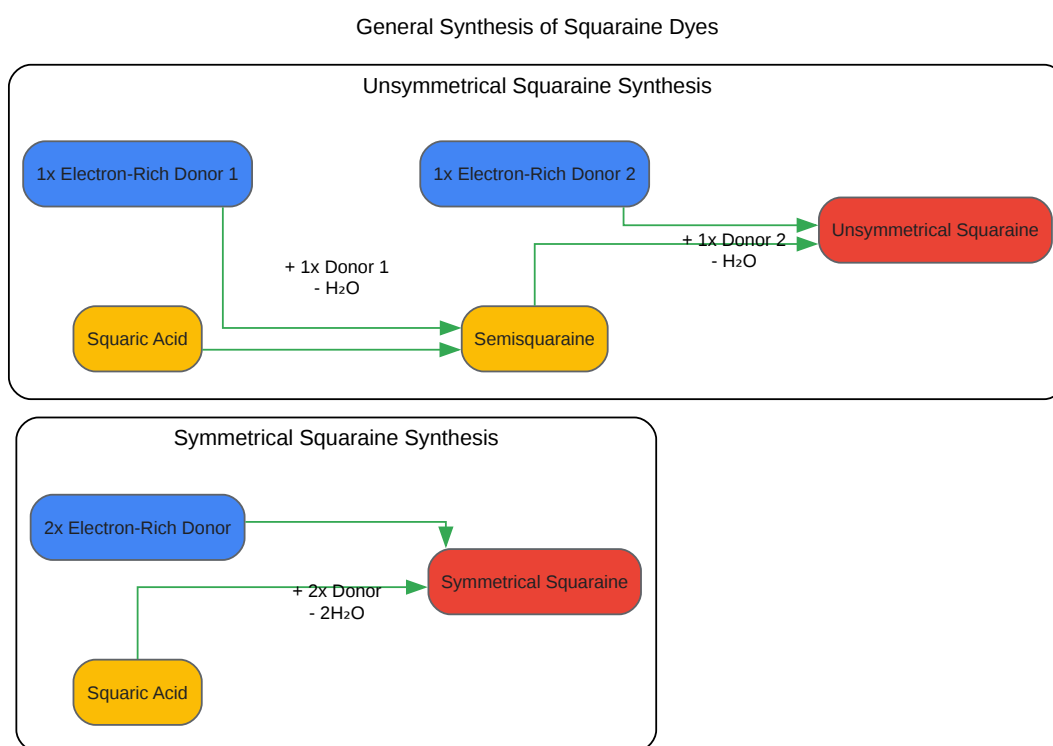 General Synthesis of Squaraine Dyes
Unsymmetrical Squaraine Synthesis
1x Electron-Rich Donor 1
1x Electron-Rich Donor 2
Unsymmetrical Squaraine
+ 1x Donor 2
- H₂O
+ 1x Donor 1
- H₂O
Squaric Acid
Semisquaraine
Symmetrical Squaraine Synthesis
2x Electron-Rich Donor
Symmetrical Squaraine
+ 2x Donor
- 2H₂O
Squaric Acid